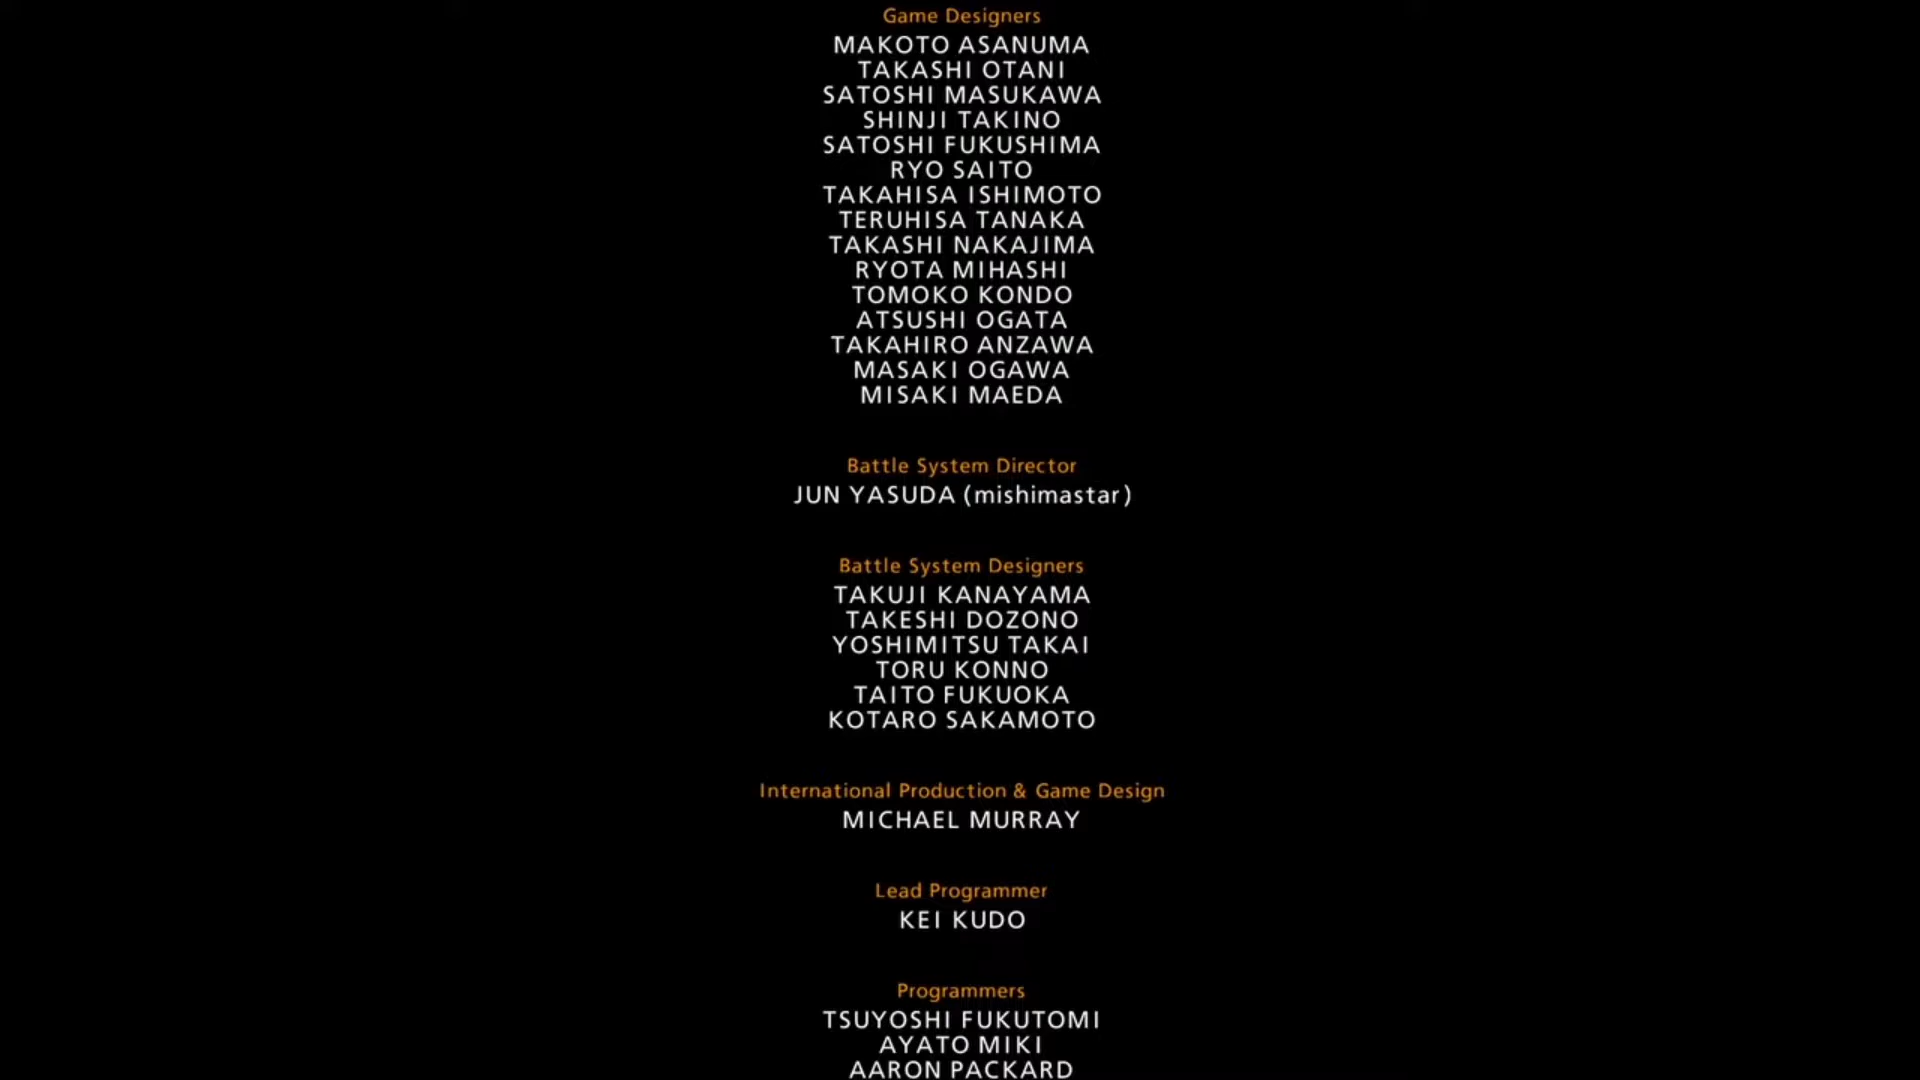 Game Designers
MAKOTO ASANUMA
TAKASHI OTANI
SATOSHI MASUKAWA
SHINJI TAKINO
SATOSHI FUKUSHIMA
RYO SAITO
TAKAHISA ISHIMOTO
TERUHISA TANAKA
TAKASHI NAKAJIMA
RYOTA MIHASHI
TOMOKO KONDO
ATSUSHI OGATA
TAKAHIRO ANZAWA
MASAKI OGAWA
MISAKI MAEDA
Battle System Director
JUN YASUDA (mishimastar)
Battle System Designers
TAKUJI KANAYAMA
TAKESHI DOZONO
YOSHIMITSU TAKAI
TORU KONNO
TAITO FUKUOKA
KOTARO SAKAMOTO
International Production & Game Design
MICHAEL MURRAY
Lead Programmer
KEI KUDO
Programmers
TSUYOSHI FUKUTOMI
AYATO MIKI
AARON PACKARD